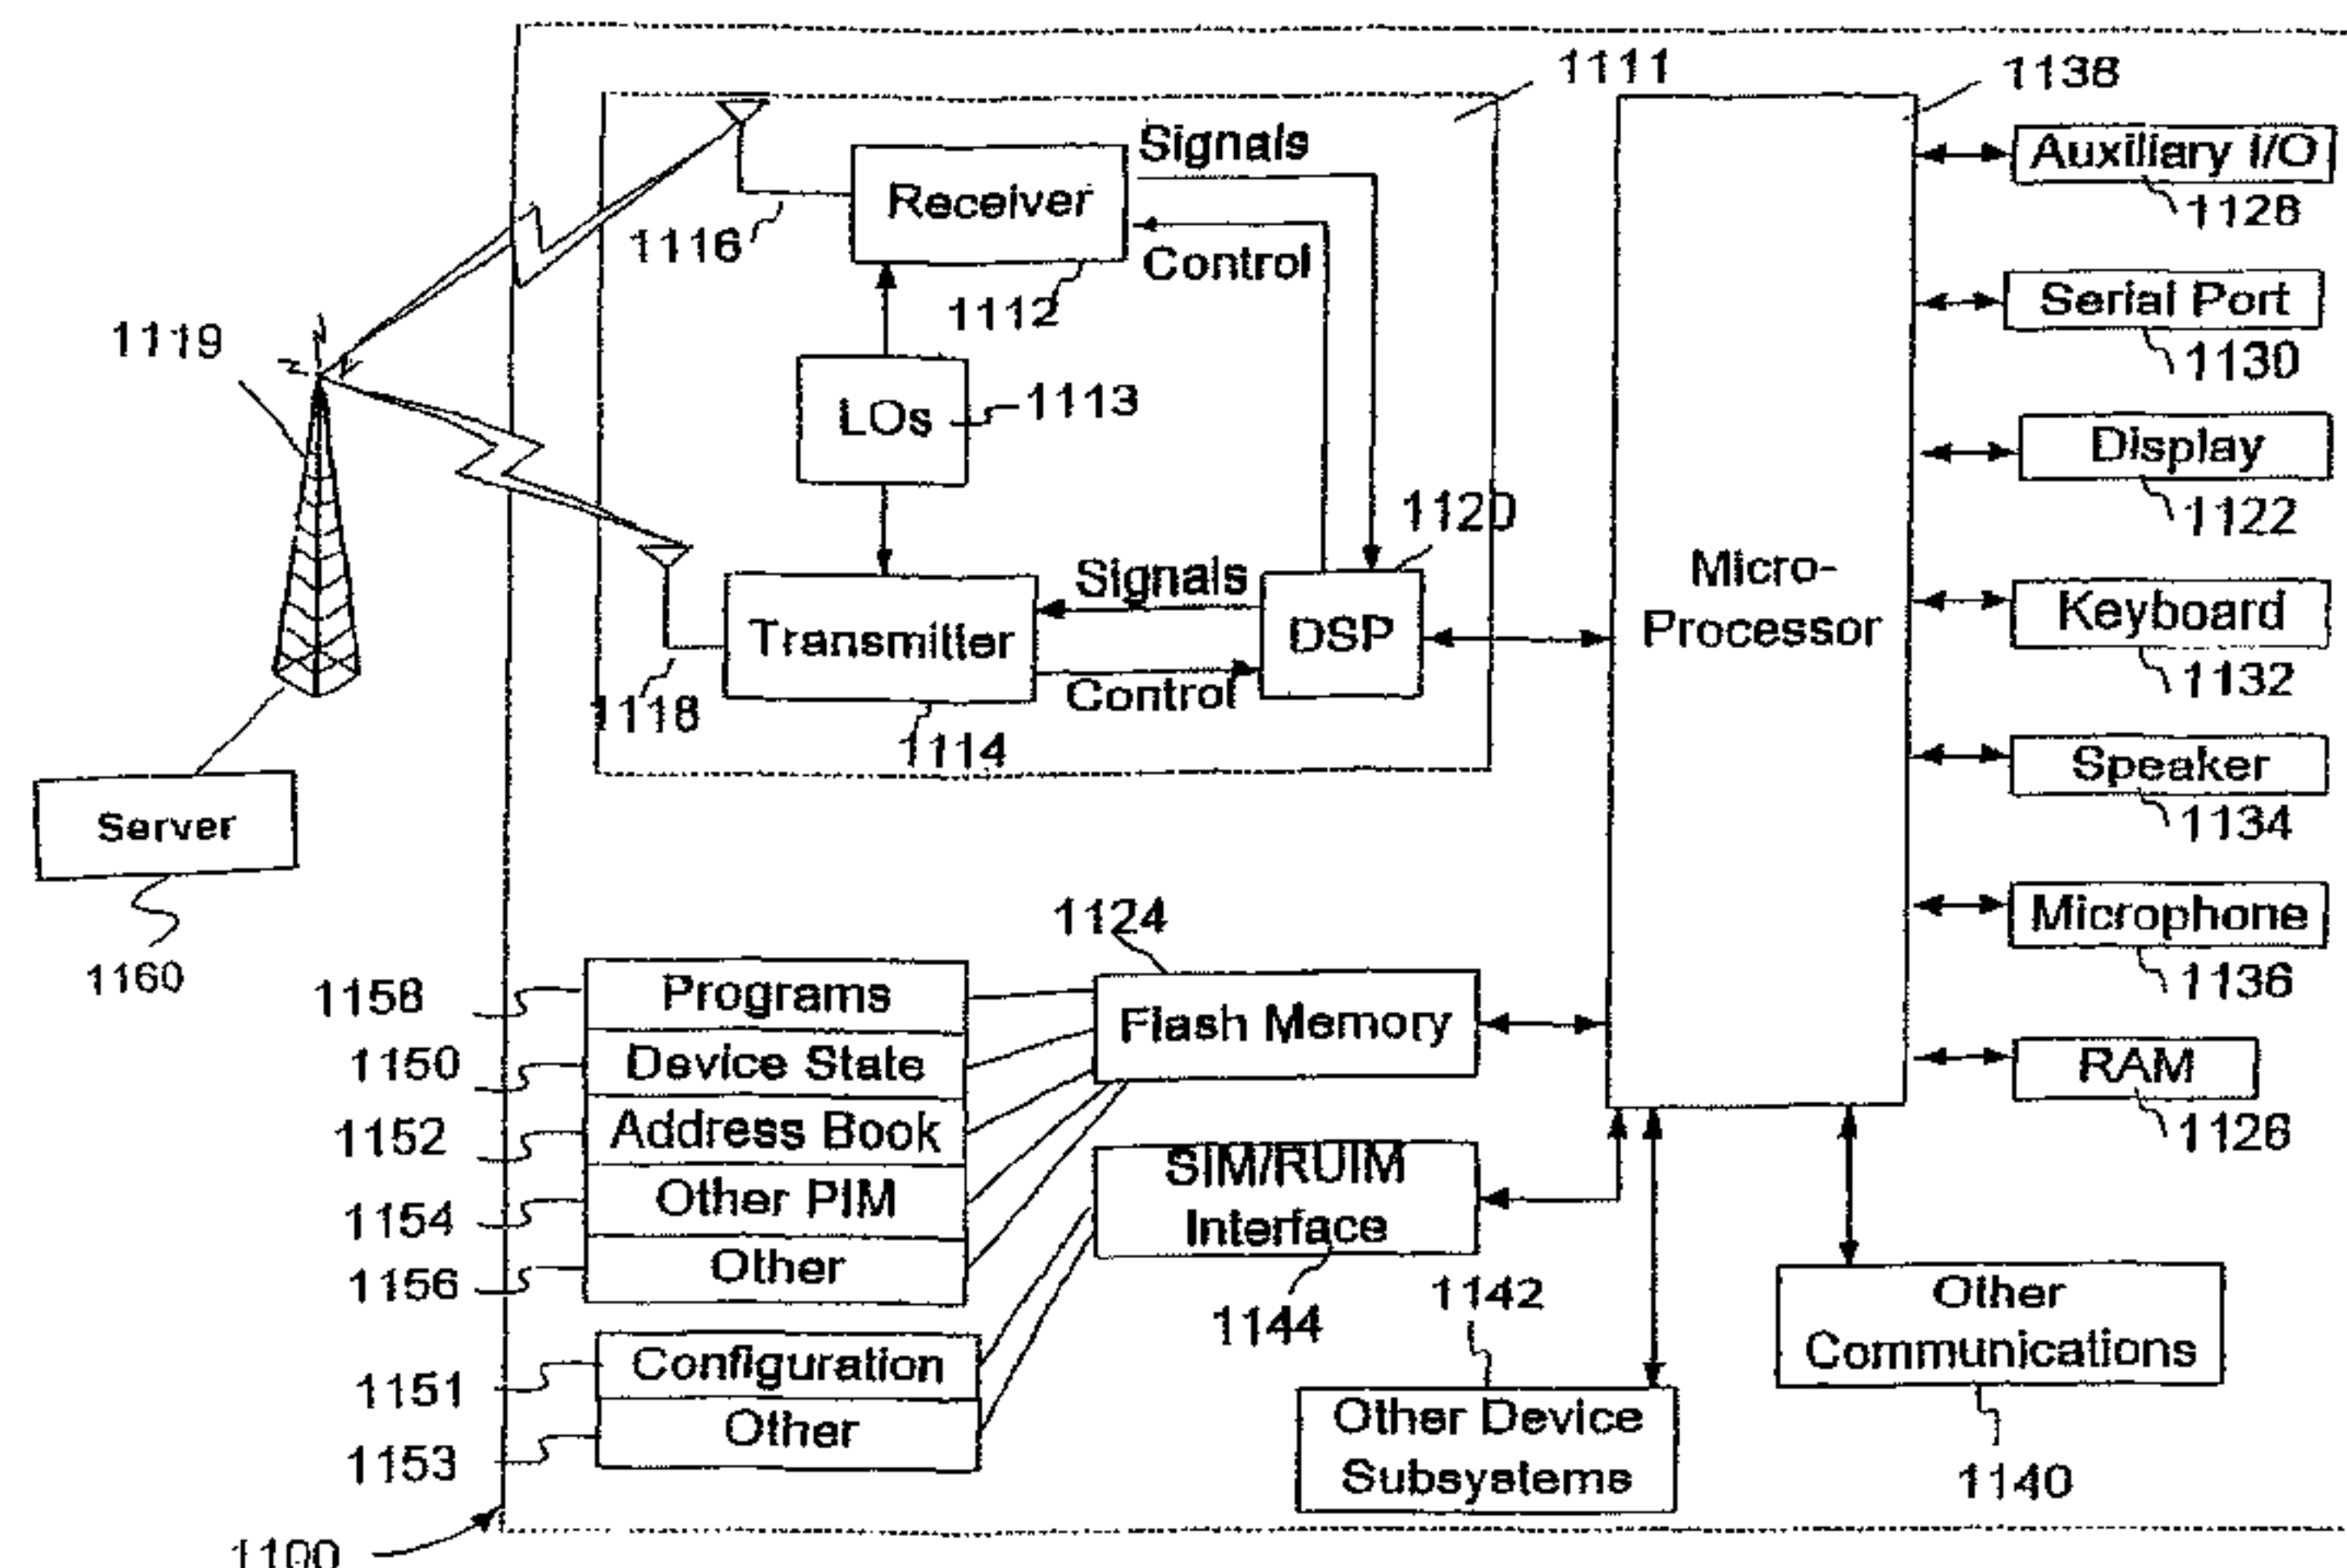 1111
1138
Signals
Auxiliary I/O
Receiver
1128
1116
Control
1112
Serial Port
1119
1130
LOs
1113
Display
1120
1122
Micro-
Processor
Signals
Keyboard
Transmitter
DSP
1132
Control
1118
1114
Speaker
Server
1134
1124
Microphone
1160
1158
Programs
Flash Memory
1136
1150
Device State
RAM
1152
Address Book
1126
1154
Other PIM
SIM/RUIM
Interface
1156
Other
1144
1142
Other
Communications
1151
Configuration
1153
Other
Other Device
Subsystems
1140
1100